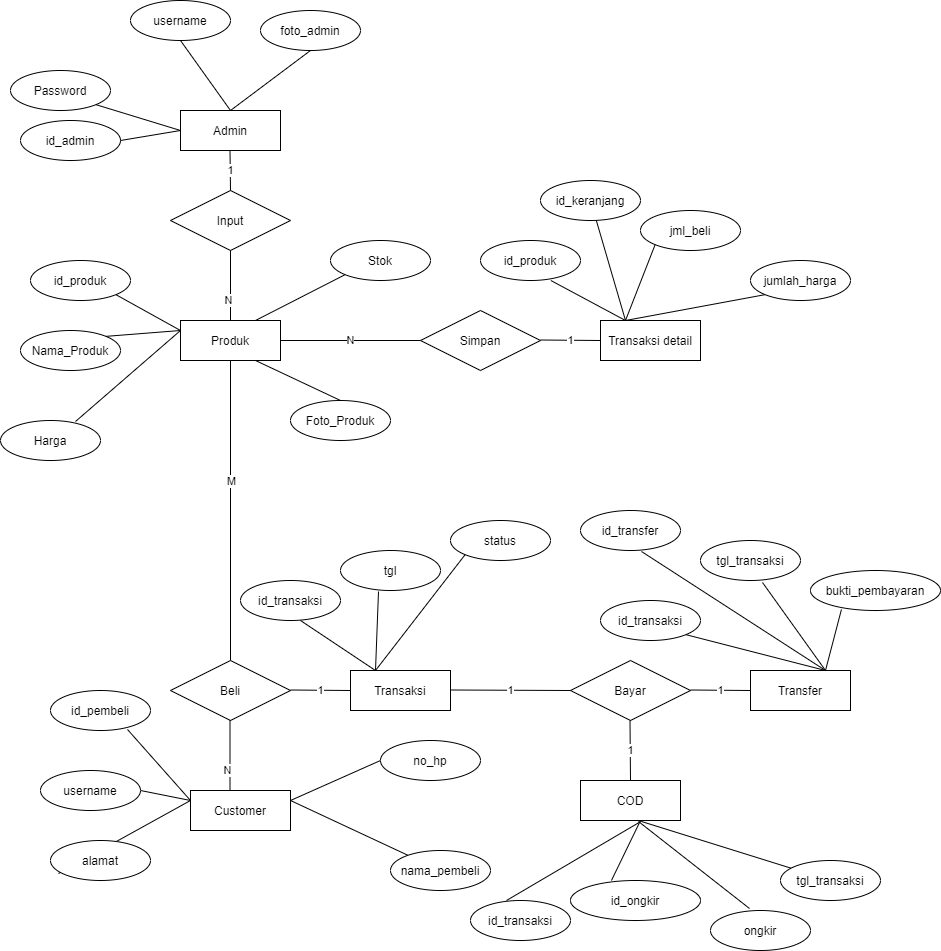 username
foto_admin
Password
id_admin
Admin
1
Input
N
id_keranjang
jml_beli
id_produk
jumlah_harga
Stok
id_produk
Nama_Produk
Harga
Produk
N
Simpan
1
Transaksi detail
Foto_Produk
M
id_transfer
tgl_transaksi
bukti_pembayaran
id_transaksi
status
tgl
id_transaksi
Beli
1
Transaksi
1
Bayar
1
Transfer
id_pembeli
no_hp
1
N
username
Customer
COD
alamat
nama_pembeli
id_transaksi
id_ongkir
ongkir
tgl_transaksi